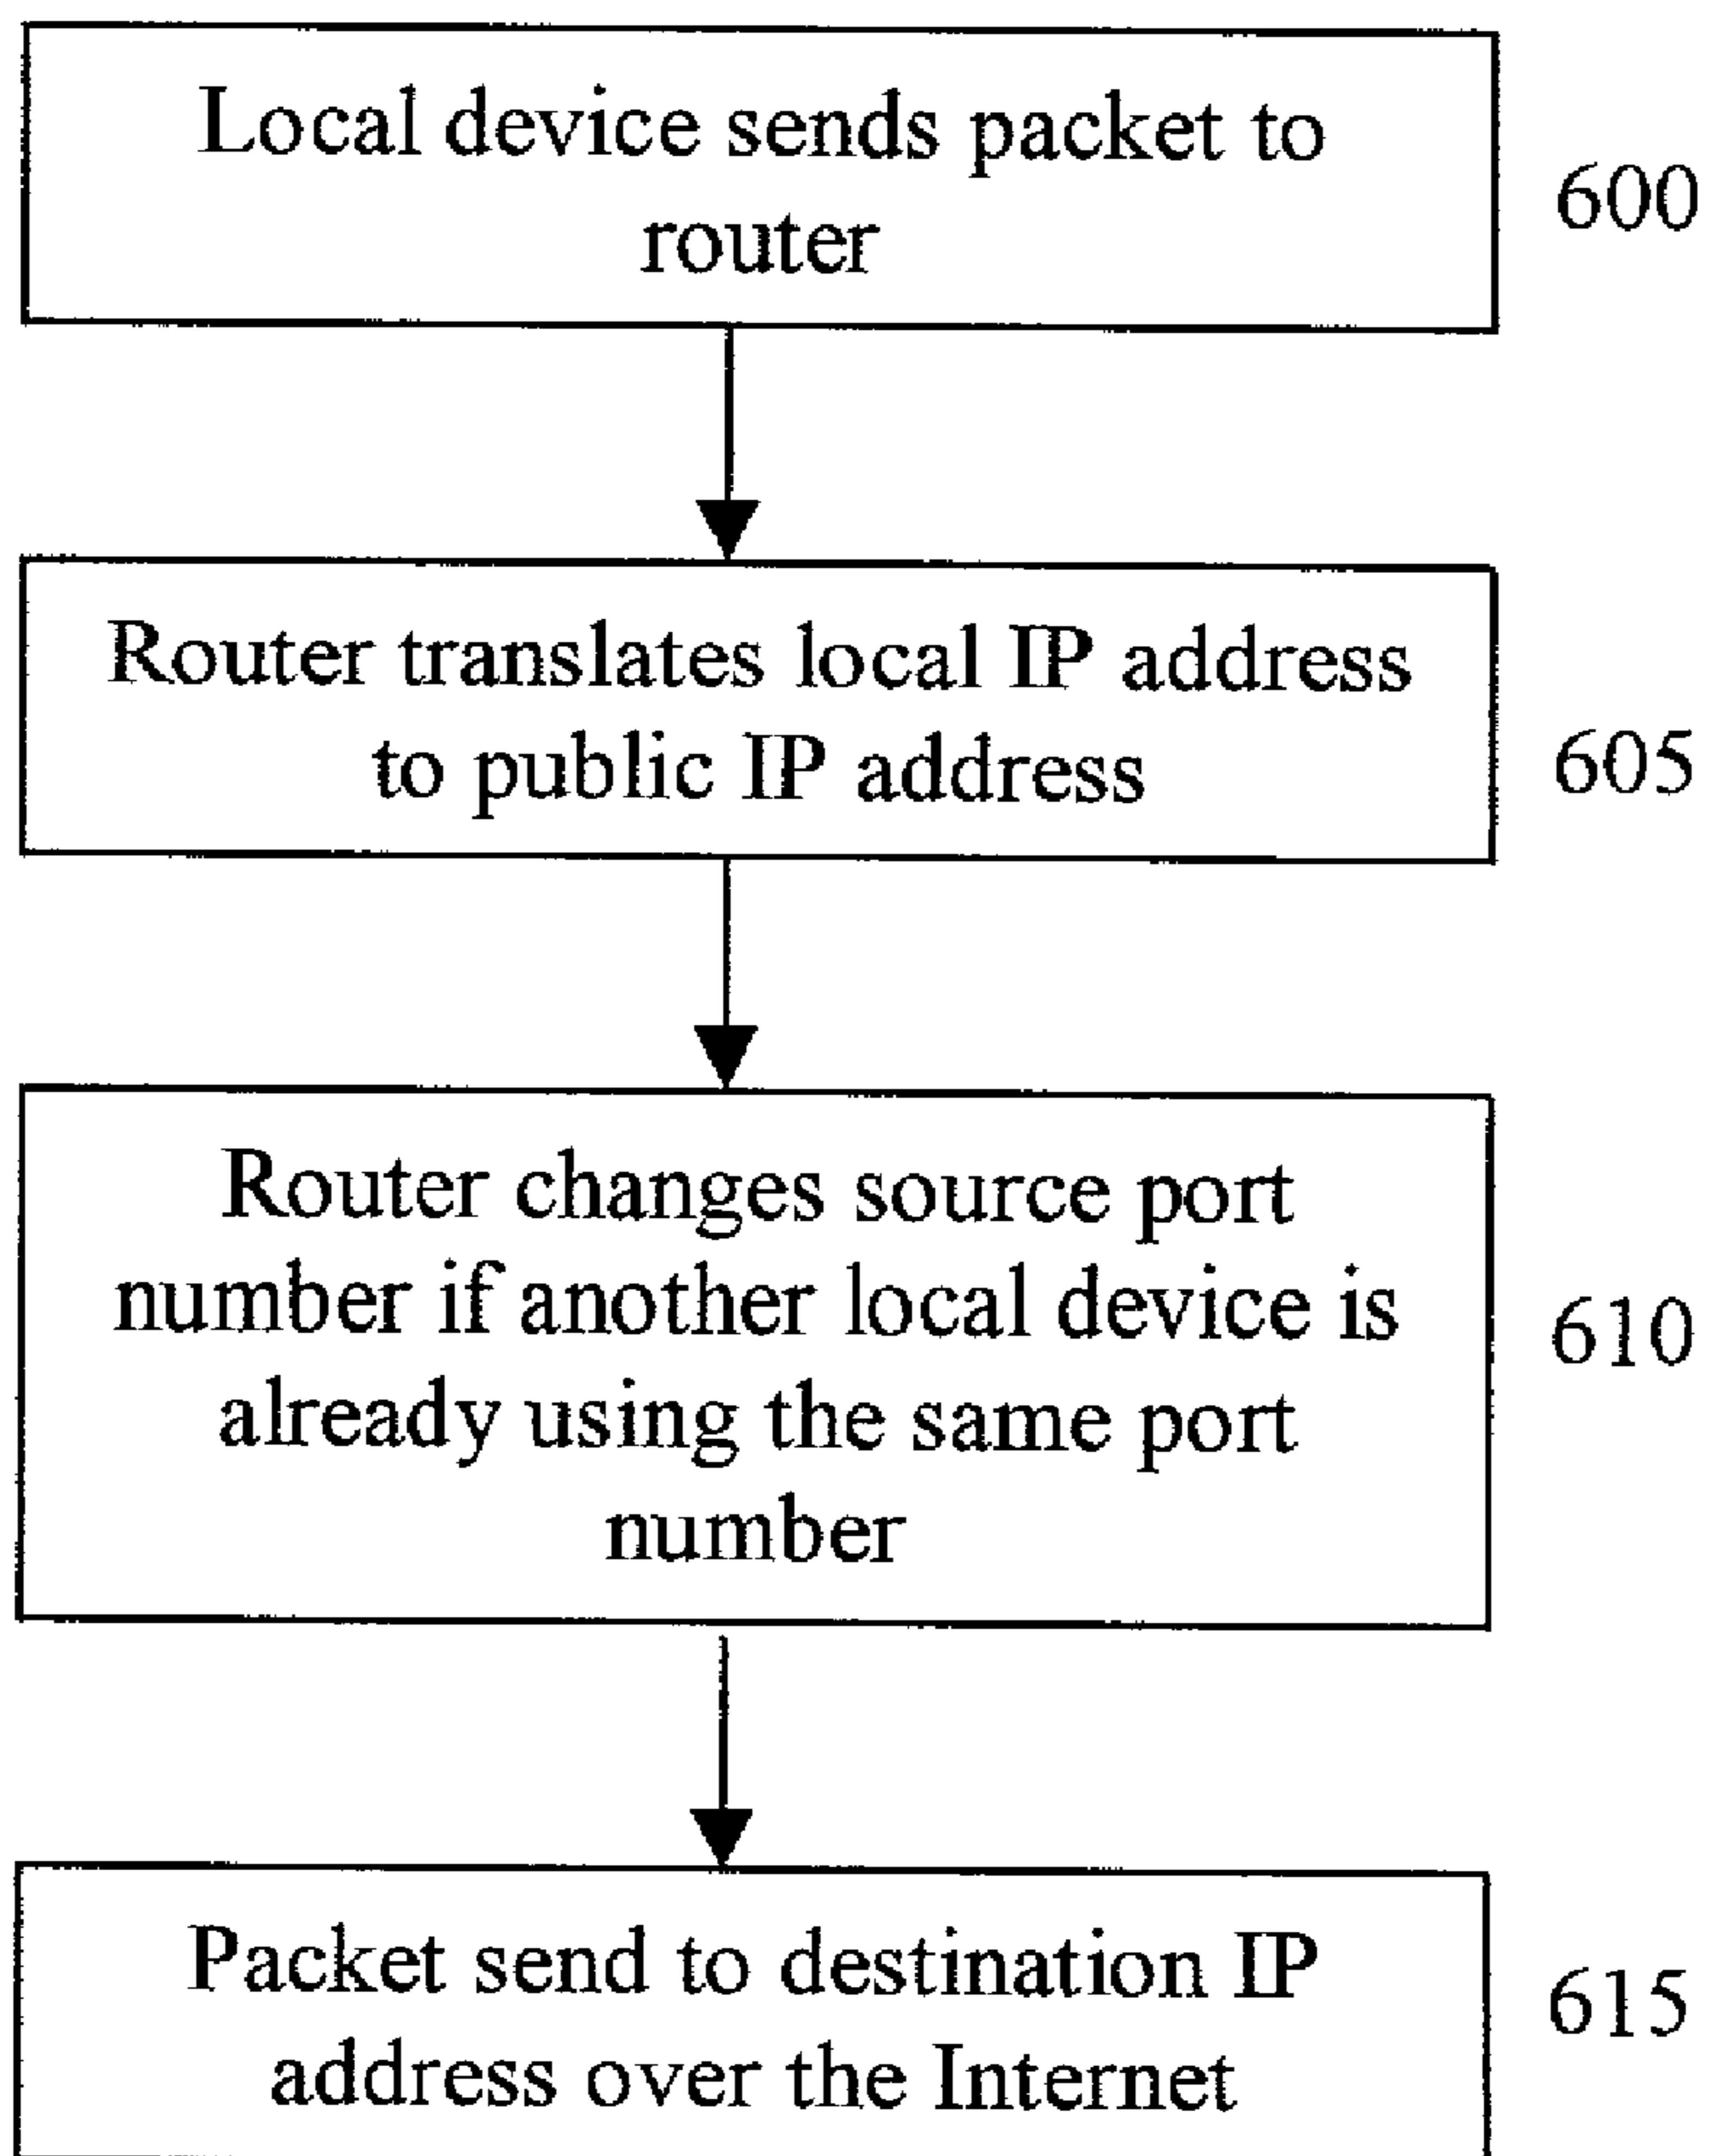 Local device sends packet to
router
600
Router translates local IP address
to public IP address
605
Router changes source port
number if another local device is
already using the same port
number
610
Packet send to destination IP
address over the Internet
615